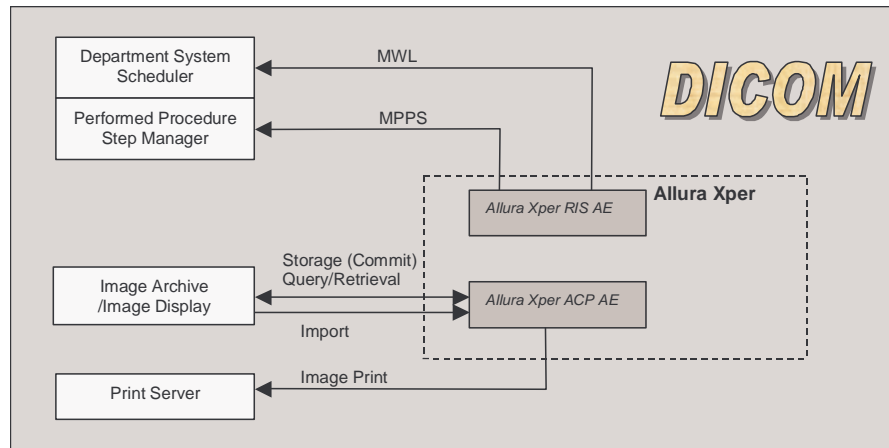 Department System
Scheduler
MWL
DICOM
Performed Procedure
Step Manager
MPPS
Allura Xper
Allura Xper RIS AE
Storage (Commit)
Query/Retrieval
Image Archive
/Image Display
Allura Xper ACP AE
Import
Image Print
Print Server